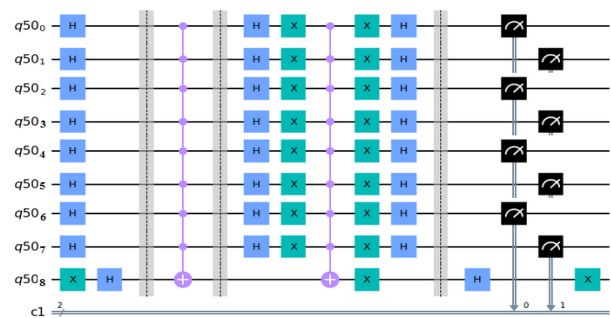 q50₀ H H X X H
q50₁ H H X X H
q50₂ H H X X H
q50₃ H H X X H
q50₄ H H X X H
q50₅ H H X X H
q50₆ H H X X H
q50₇ H H X X H
q50₈ X H X H X
c1 2 0 1